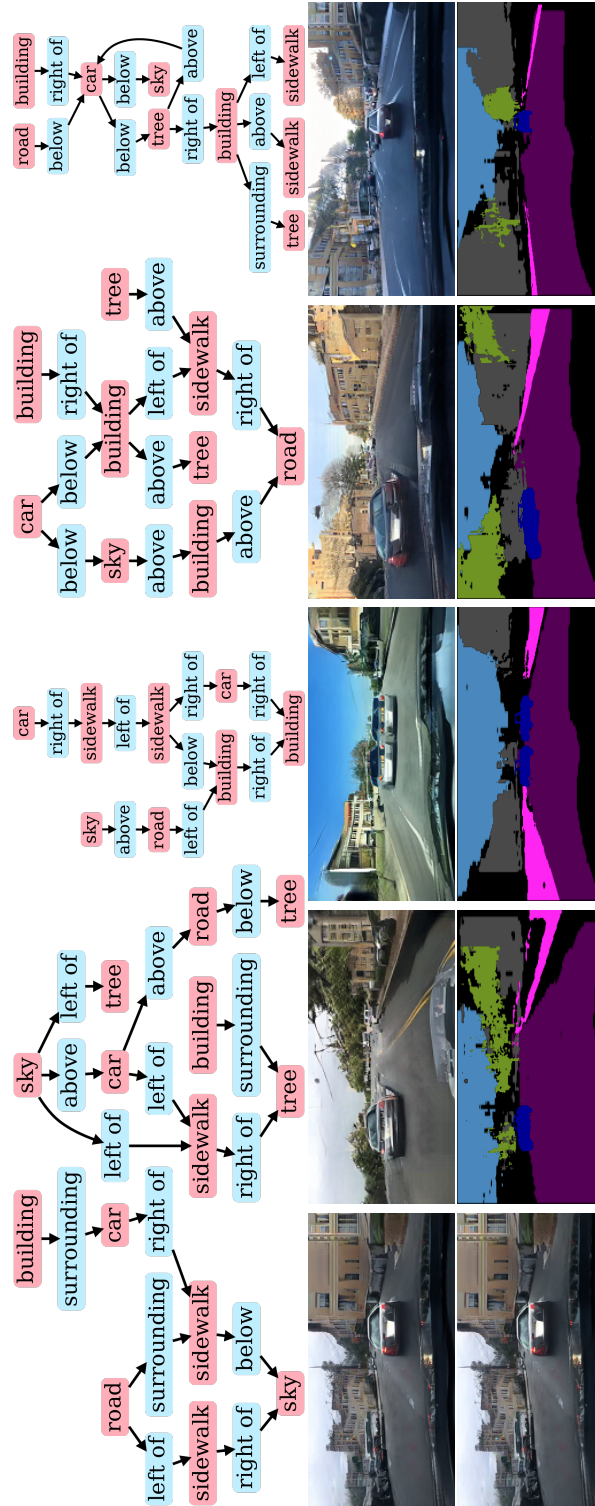 building
surrounding
road car
left of surrounding right of
sidewalk sidewalk
right of below
sky
sky
above left of
left of car tree
left of above
sidewalk building road
right of surrounding below
tree tree
car
right of
sky sidewalk
above left of
road sidewalk
left of below right of
building car
right of right of
building
car building
below below right of
sky building tree
above above left of above
building tree sidewalk
above right of
road
road building
below right of
car
below below
tree sky
right of above
building
surrounding above left of
tree sidewalk sidewalk